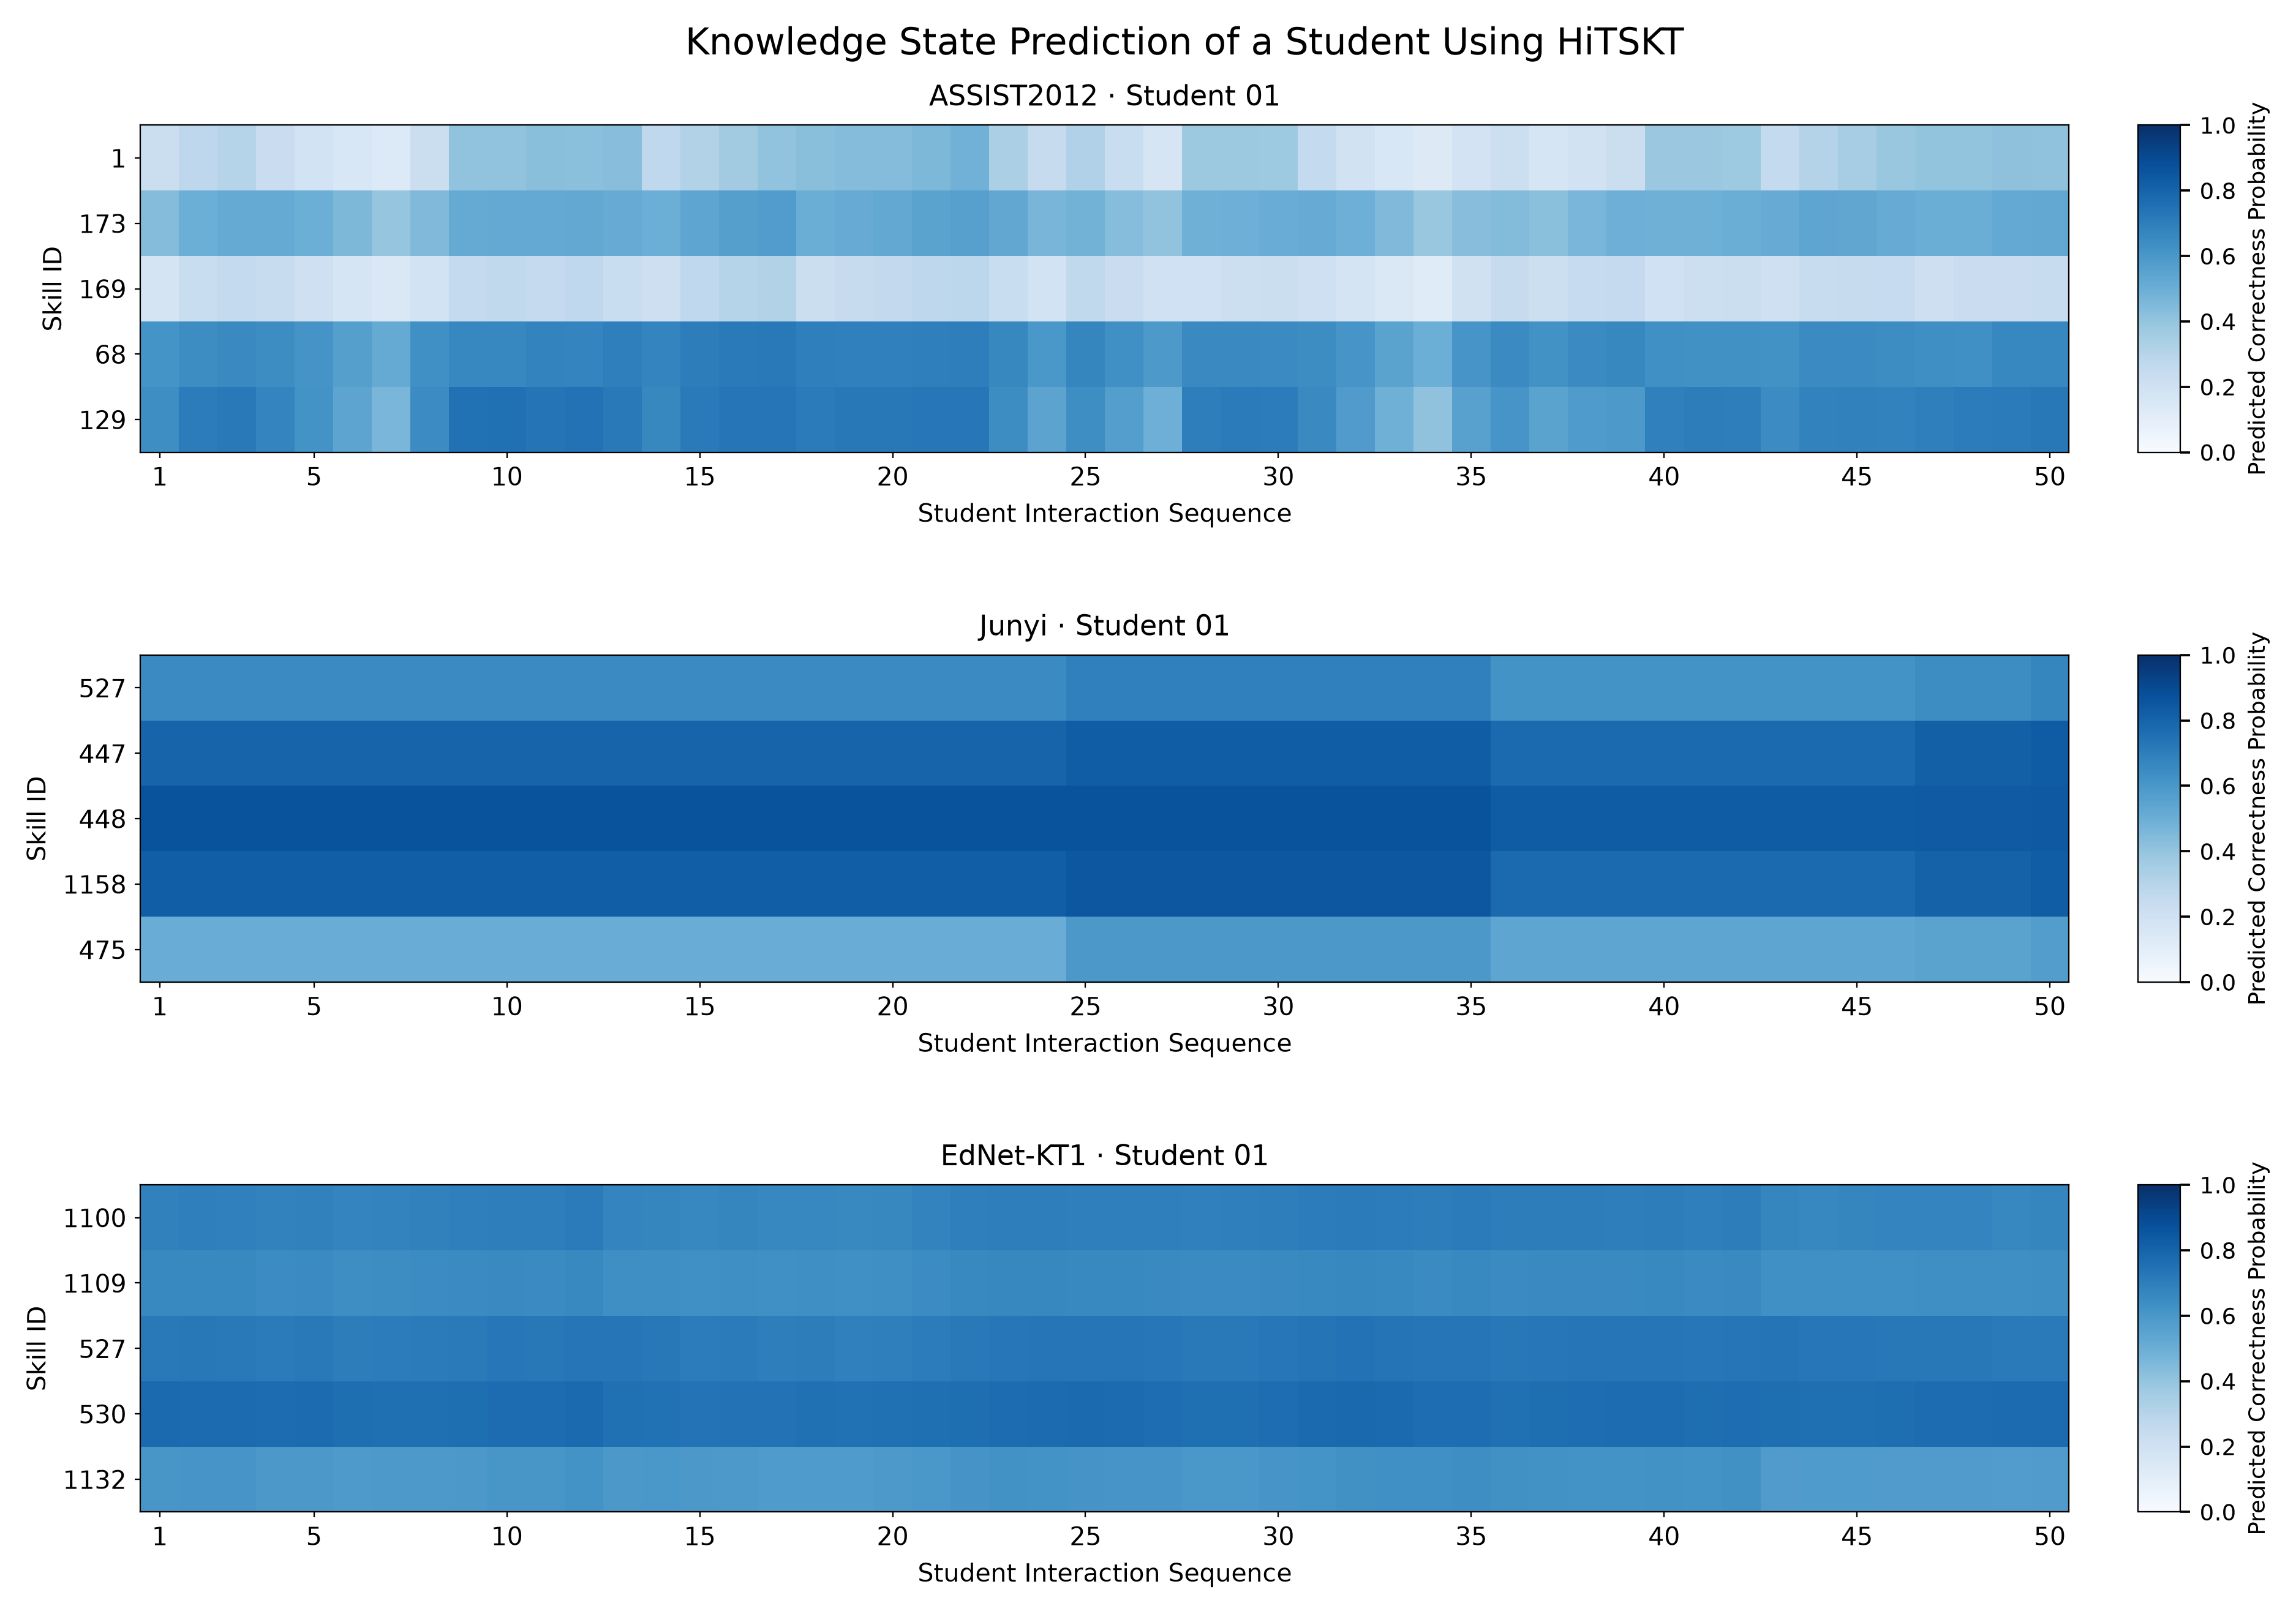 Knowledge State Prediction of a Student Using HiTSKT
ASSIST2012 · Student 01
Skill ID
1
173
169
68
129
1 5 10 15 20 25 30 35 40 45 50
Student Interaction Sequence
1.0
0.8
0.6
0.4
0.2
0.0
Predicted Correctness Probability
Junyi · Student 01
Skill ID
527
447
448
1158
475
1 5 10 15 20 25 30 35 40 45 50
Student Interaction Sequence
1.0
0.8
0.6
0.4
0.2
0.0
Predicted Correctness Probability
EdNet-KT1 · Student 01
Skill ID
1100
1109
527
530
1132
1 5 10 15 20 25 30 35 40 45 50
Student Interaction Sequence
1.0
0.8
0.6
0.4
0.2
0.0
Predicted Correctness Probability